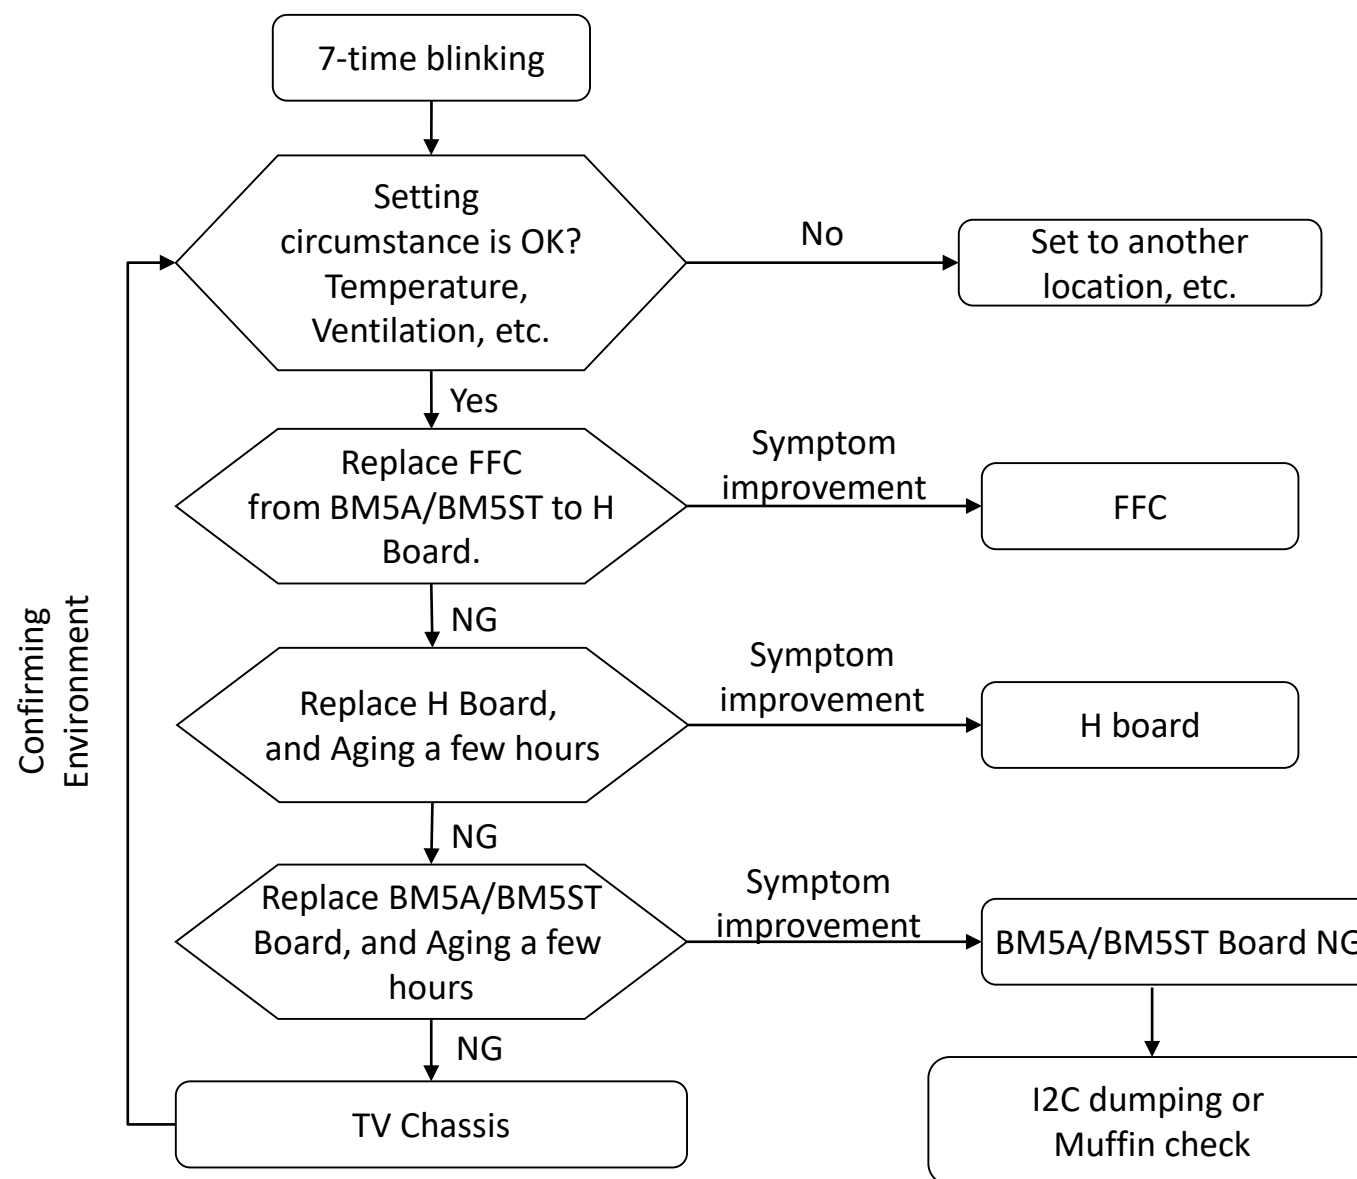 7-time blinking
Setting
circumstance is OK?
Temperature,
Ventilation, etc.
No
Set to another
location, etc.
Yes
Replace FFC
from BM5A/BM5ST to H
Board.
Symptom
improvement
FFC
NG
Confirming
Environment
Replace H Board,
and Aging a few hours
Symptom
improvement
H board
NG
Replace BM5A/BM5ST
Board, and Aging a few
hours
Symptom
improvement
BM5A/BM5ST Board NG
NG
TV Chassis
I2C dumping or
Muffin check